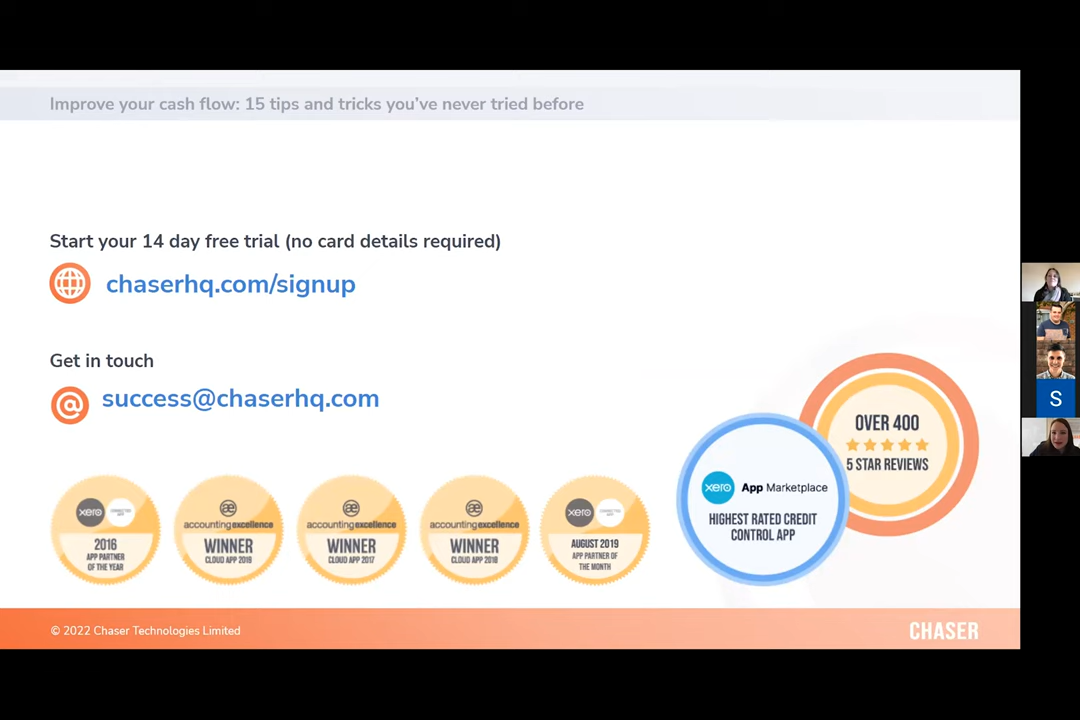 Improve your cash flow: 15 tips and tricks you've never tried before
Start your 14 day free trial (no card details required)
chaserhq.com/signup
Get in touch
@ success@chaserhq.com
S
OVER 400
5 STAR REVIEWS
xero App Marketplace
HIGHEST RATED CREDIT
CONTROL APP
xero
2016
APP PARTNER
OF THE YEAR
æ
accountingexcellence
WINNER
CLOUD APP 2016
æ
accountingexcellence
WINNER
CLOUD APP 2017
æ
accountingexcellence
WINNER
CLOUD APP 2018
xero
AUGUST 2019
APP PARTNER OF
THE MONTH
© 2022 Chaser Technologies Limited
CHASER